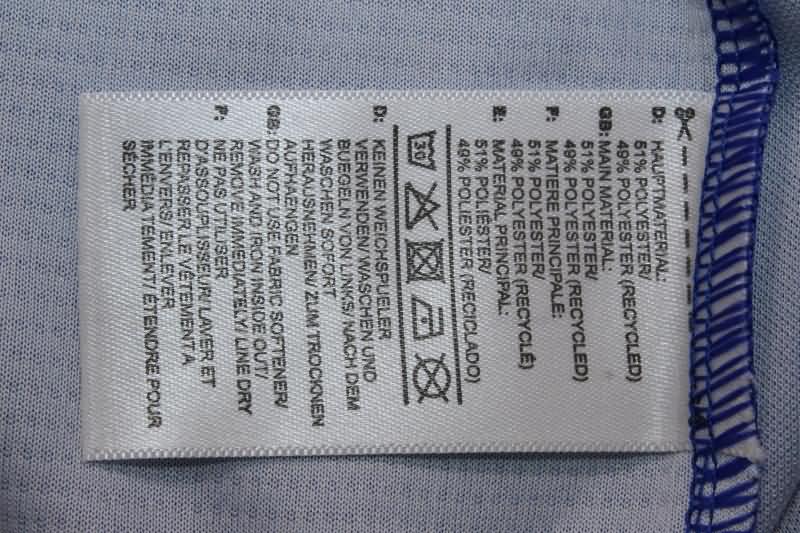 D: HAUPTMATERIAL:
51% POLYESTER/
49% POLYESTER (RECYCLED)
GB: MAIN MATERIAL:
51% POLYESTER/
49% POLYESTER (RECYCLED)
F: MATIERE PRINCIPALE:
51% POLYESTER/
49% POLYESTER (RECYCLÉ)
E: MATERIAL PRINCIPAL:
51% POLIÉSTER/
49% POLIÉSTER (RECICLADO)
30
D: KEINEN WEICHSPUELER
VERWENDEN/ WASCHEN UND
BUEGELN VON LINKS/ NACH DEM
WASCHEN SOFORT
HERAUSNEHMEN/ ZUM TROCKNEN
AUFHAENGEN
GB: DO NOT USE FABRIC SOFTENER/
WASH AND IRON INSIDE OUT/
REMOVE IMMEDIATELY/ LINE DRY
F: NE PAS UTILISER
D'ASSOUPLISSEUR/ LAVER ET
REPASSER LE VÊTEMENT A
L'ENVERS/ ENLEVER
IMMÉDIATEMENT/ ÉTENDRE POUR
SÉCHER